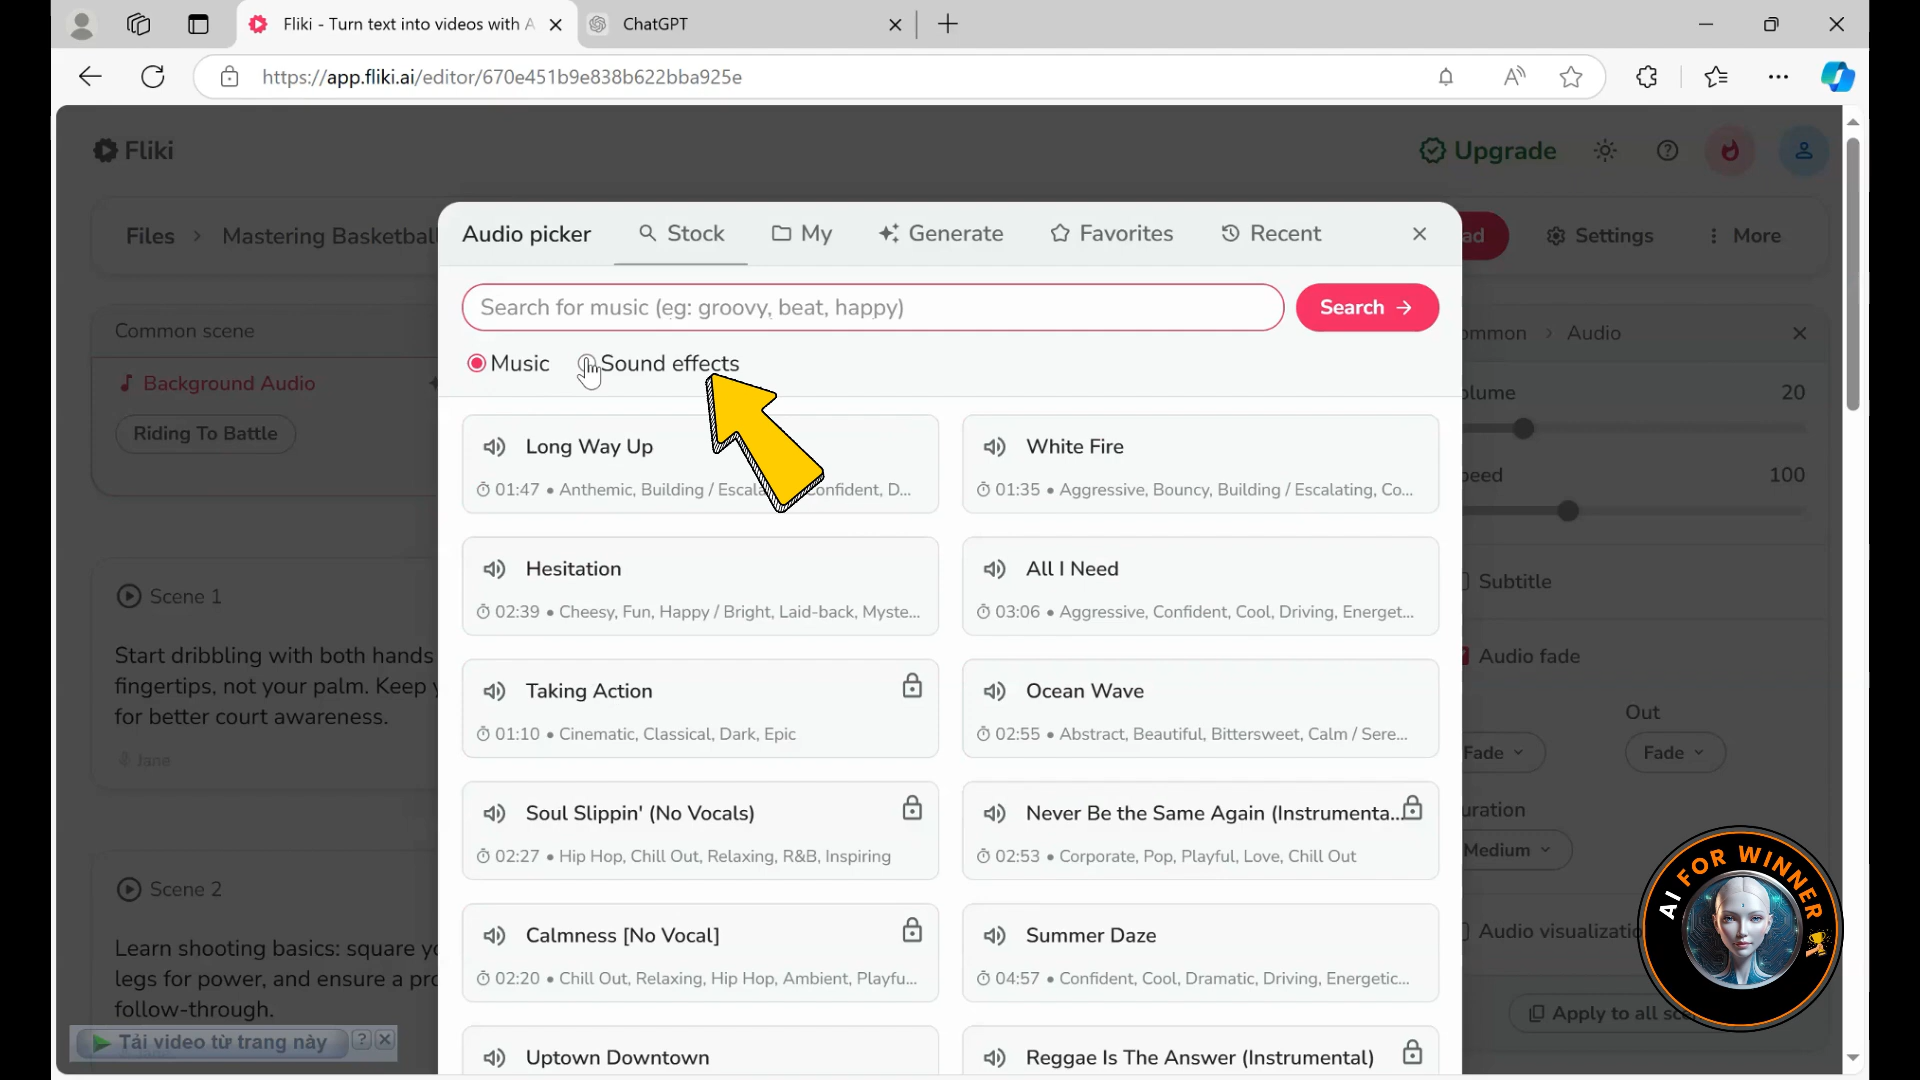 Fliki - Turn text into videos with A
ChatGPT
https://app.fliki.ai/editor/670e451b9e838b622bba925e
Fliki
Upgrade
Files > Mastering Basketball
Settings
More
Audio picker
Stock
My
Generate
Favorites
Recent
Search for music (eg: groovy, beat, happy)
Search
Music
Sound effects
Common scene
Background Audio
Riding To Battle
Scene 1
Start dribbling with both hands
fingertips, not your palm. Keep y
for better court awareness.
Jane
Scene 2
Learn shooting basics: square yo
legs for power, and ensure a pro
follow-through.
Tải video từ trang này
?
Long Way Up
01:47 • Anthemic, Building / Escala onfident, D...
White Fire
01:35 • Aggressive, Bouncy, Building / Escalating, Co...
Hesitation
02:39 • Cheesy, Fun, Happy / Bright, Laid-back, Myste...
All I Need
03:06 • Aggressive, Confident, Cool, Driving, Energet...
Taking Action
01:10 • Cinematic, Classical, Dark, Epic
Ocean Wave
02:55 • Abstract, Beautiful, Bittersweet, Calm / Sere...
Soul Slippin' (No Vocals)
02:27 • Hip Hop, Chill Out, Relaxing, R&B, Inspiring
Never Be the Same Again (Instrumenta...
02:53 • Corporate, Pop, Playful, Love, Chill Out
Calmness [No Vocal]
02:20 • Chill Out, Relaxing, Hip Hop, Ambient, Playfu...
Summer Daze
04:57 • Confident, Cool, Dramatic, Driving, Energetic...
Uptown Downtown
Reggae Is The Answer (Instrumental)
ad
ommon > Audio
olume 20
peed 100
Subtitle
Audio fade
Out
Fade
Fade
uration
Medium
Audio visualizatio
Apply to all sce
AI FOR WINNER